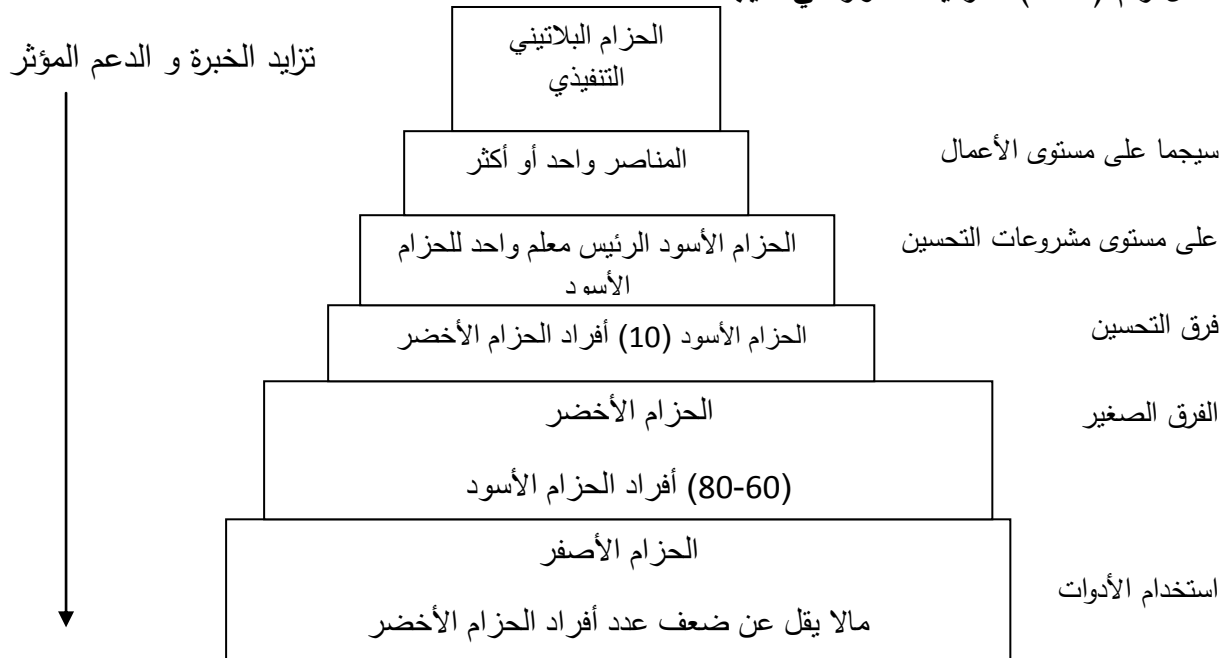 الحزام البلاتيني
التنفيذي
تزايد الخبرة و الدعم المؤثر
سيجما على مستوى الأعمال
المناصر واحد أو أكثر
على مستوى مشروعات التحسين
الحزام الأسود الرئيس معلم واحد للحزام
الأسود
فرق التحسين
الحزام الأسود (10) أفراد الحزام الأخضر
الفرق الصغير
الحزام الأخضر
(60-80) أفراد الحزام الأسود
استخدام الأدوات
الحزام الأصفر
مالا يقل عن ضعف عدد أفراد الحزام الأخضر